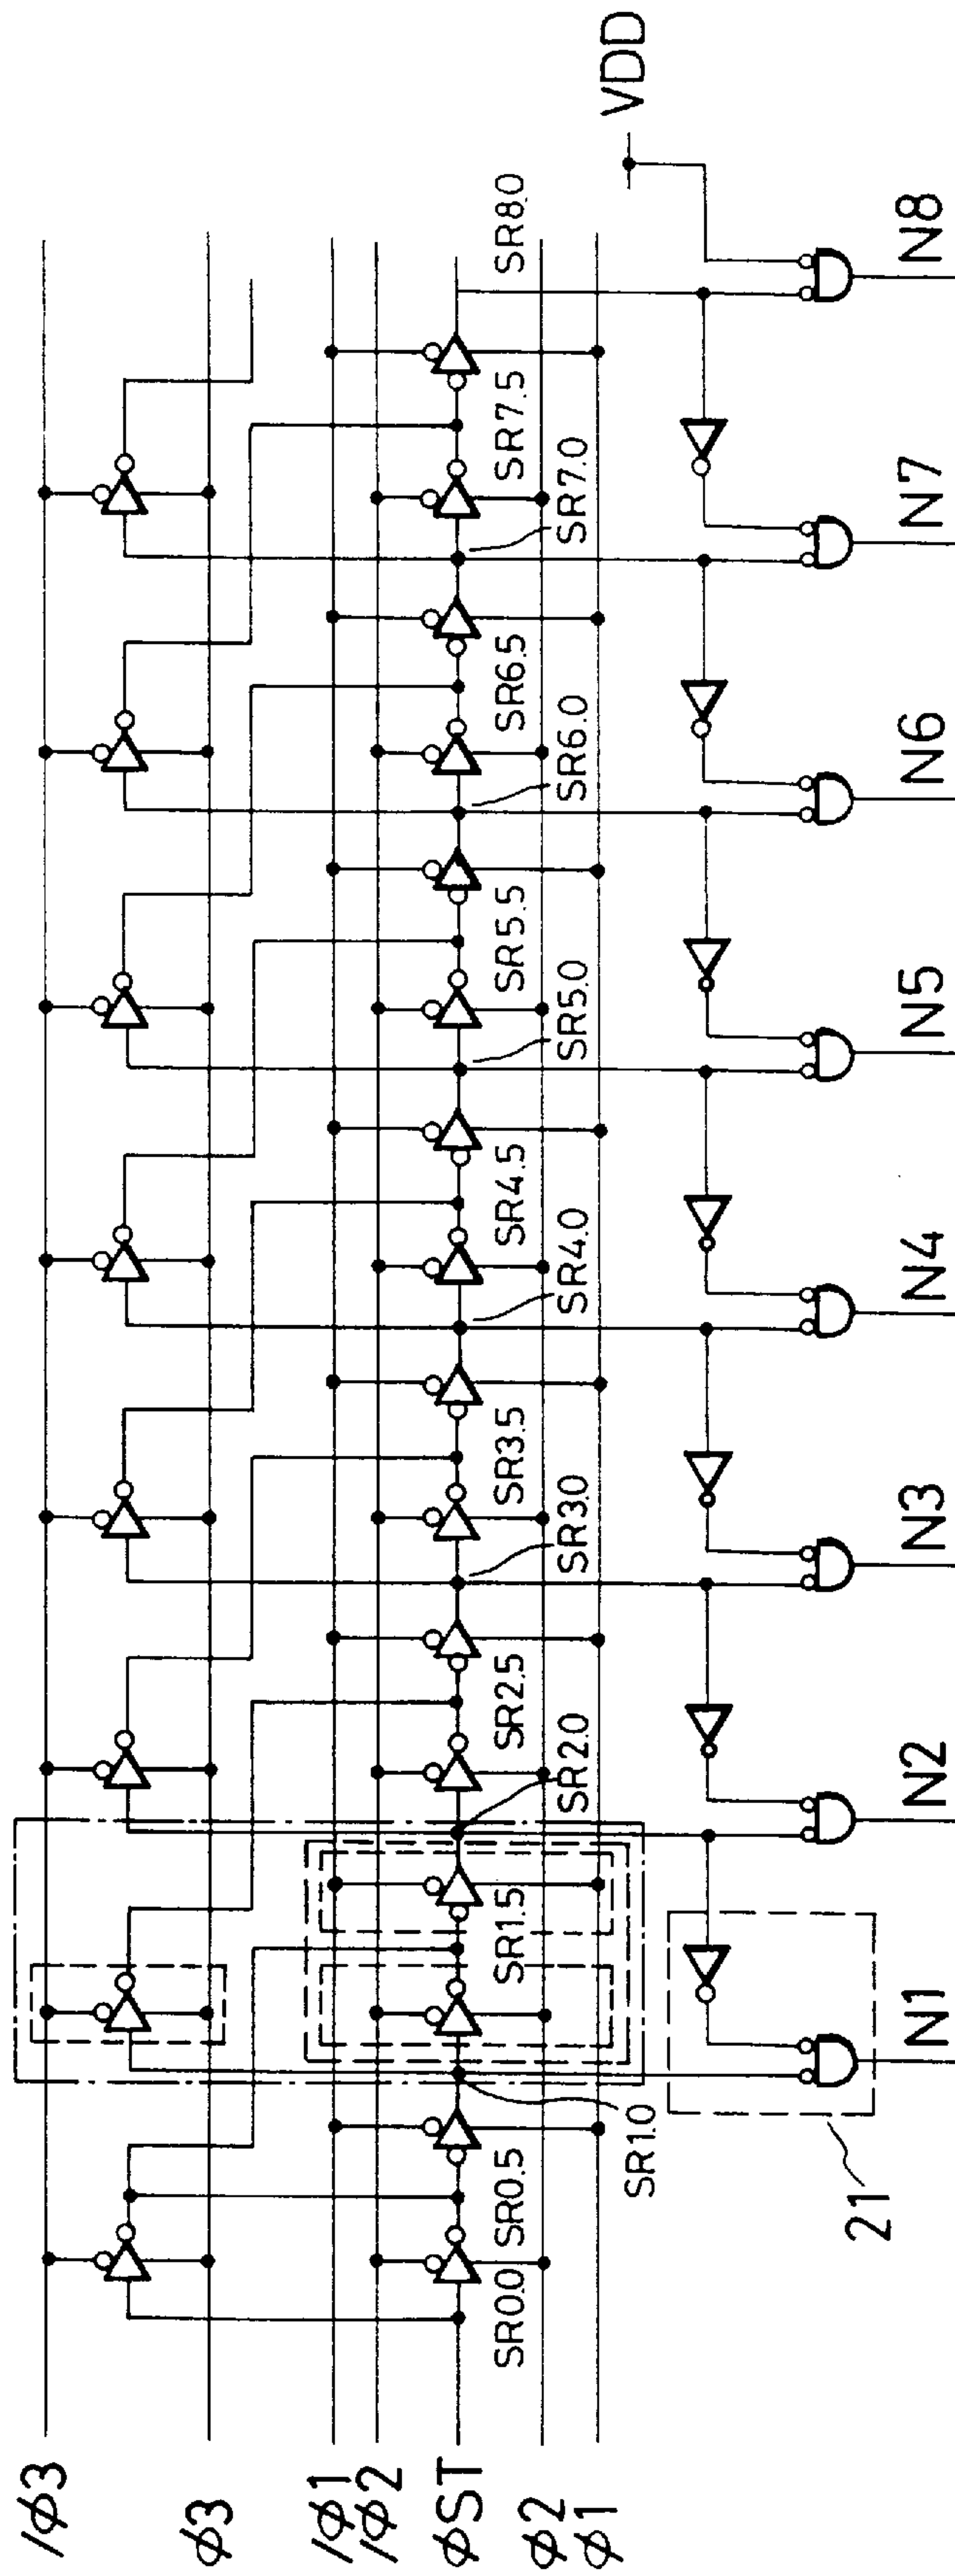 /φ3
φ3
/φ1
/φ2
φST
φ2
φ1
SR0.0
SR0.5
SR1.0
SR1.5
SR2.0
SR2.5
SR3.0
SR3.5
SR4.0
SR4.5
SR5.0
SR5.5
SR6.0
SR6.5
SR7.0
SR7.5
SR8.0
VDD
21
N1
N2
N3
N4
N5
N6
N7
N8